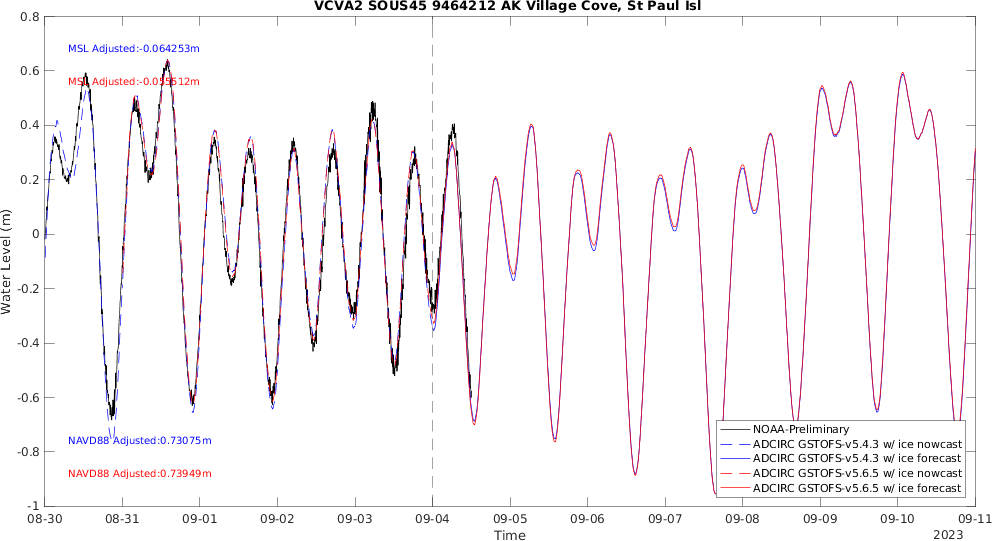 VCVA2 SOUS45 9464212 AK Village Cove, St Paul Isl
0.8
0.6
0.4
0.2
0
-0.2
-0.4
-0.6
-0.8
-1
Water Level (m)
MSL Adjusted:-0.064253m
MSL Adjusted:-0.055512m
NAVD88 Adjusted:0.73075m
NAVD88 Adjusted:0.73949m
NOAA-Preliminary
ADCIRC GSTOFS-v5.4.3 w/ ice nowcast
ADCIRC GSTOFS-v5.4.3 w/ ice forecast
ADCIRC GSTOFS-v5.6.5 w/ ice nowcast
ADCIRC GSTOFS-v5.6.5 w/ ice forecast
08-30 08-31 09-01 09-02 09-03 09-04 09-05 09-06 09-07 09-08 09-09 09-10 09-11
Time
2023